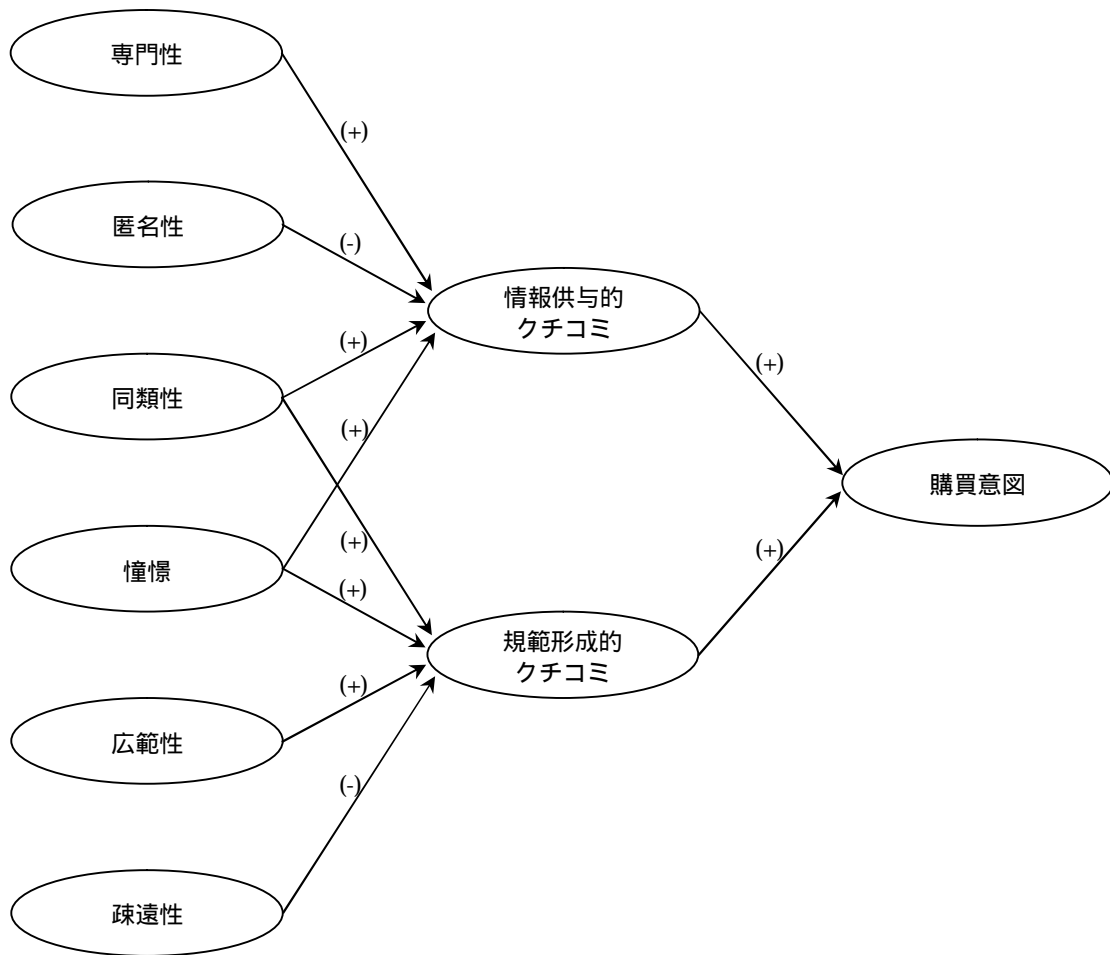 専門性
(+)
匿名性
(-)
情報供与的
クチコミ
同類性
(+)
(+)
(+)
購買意図
憧憬
(+)
(+)
(+)
規範形成的
クチコミ
広範性
(+)
(-)
疎遠性